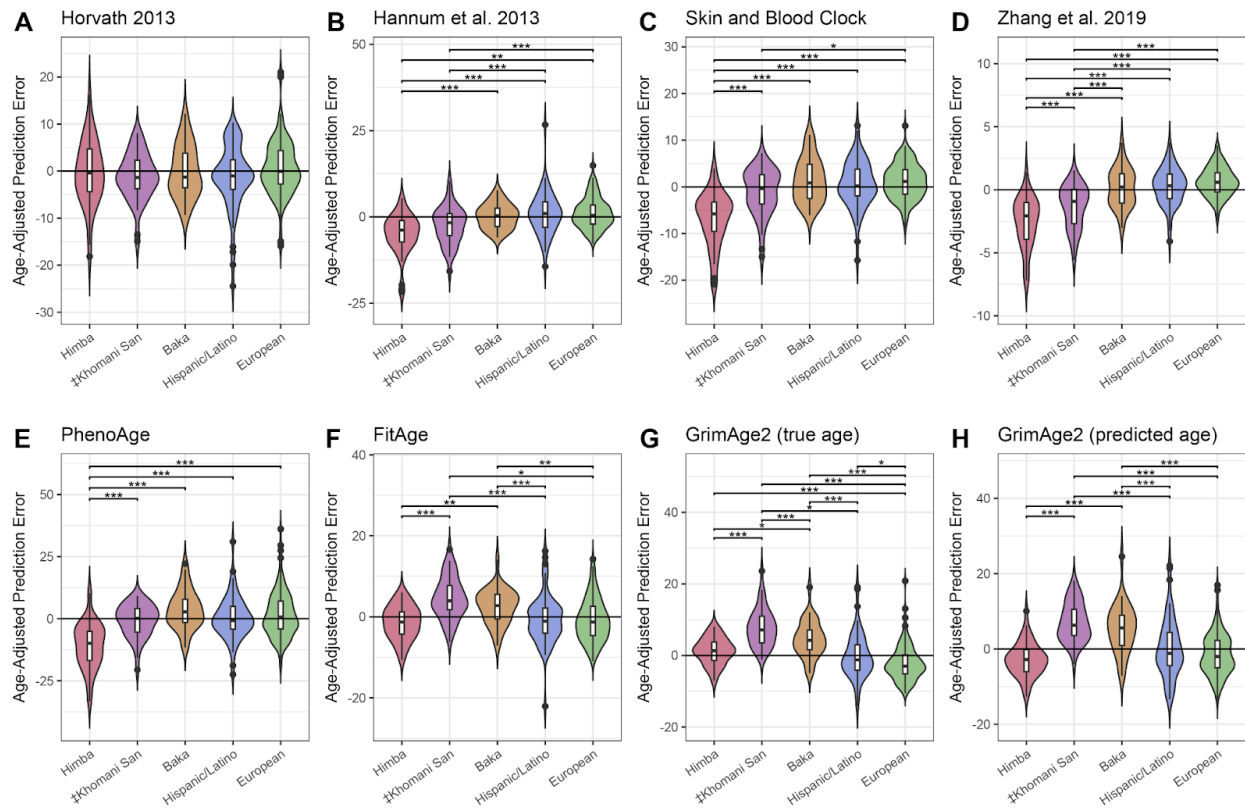 A Horvath 2013
Age-Adjusted Prediction Error
20
10
0
-10
-20
-30
Himba
‡Khomani San
Baka
Hispanic/Latino
European
B Hannum et al. 2013
Age-Adjusted Prediction Error
50
25
0
-25
***
**
***
***
***
Himba
‡Khomani San
Baka
Hispanic/Latino
European
C Skin and Blood Clock
Age-Adjusted Prediction Error
30
20
10
0
-10
-20
*
***
***
***
***
Himba
‡Khomani San
Baka
Hispanic/Latino
European
D Zhang et al. 2019
Age-Adjusted Prediction Error
10
5
0
-5
-10
***
***
***
***
***
***
***
Himba
‡Khomani San
Baka
Hispanic/Latino
European
E PhenoAge
Age-Adjusted Prediction Error
50
25
0
-25
***
***
***
***
Himba
‡Khomani San
Baka
Hispanic/Latino
European
F FitAge
Age-Adjusted Prediction Error
40
20
0
-20
**
*
***
***
**
***
Himba
‡Khomani San
Baka
Hispanic/Latino
European
G GrimAge2 (true age)
Age-Adjusted Prediction Error
40
20
0
-20
*
***
***
***
***
*
***
*
***
Himba
‡Khomani San
Baka
Hispanic/Latino
European
H GrimAge2 (predicted age)
Age-Adjusted Prediction Error
40
20
0
-20
***
***
***
***
***
***
Himba
‡Khomani San
Baka
Hispanic/Latino
European